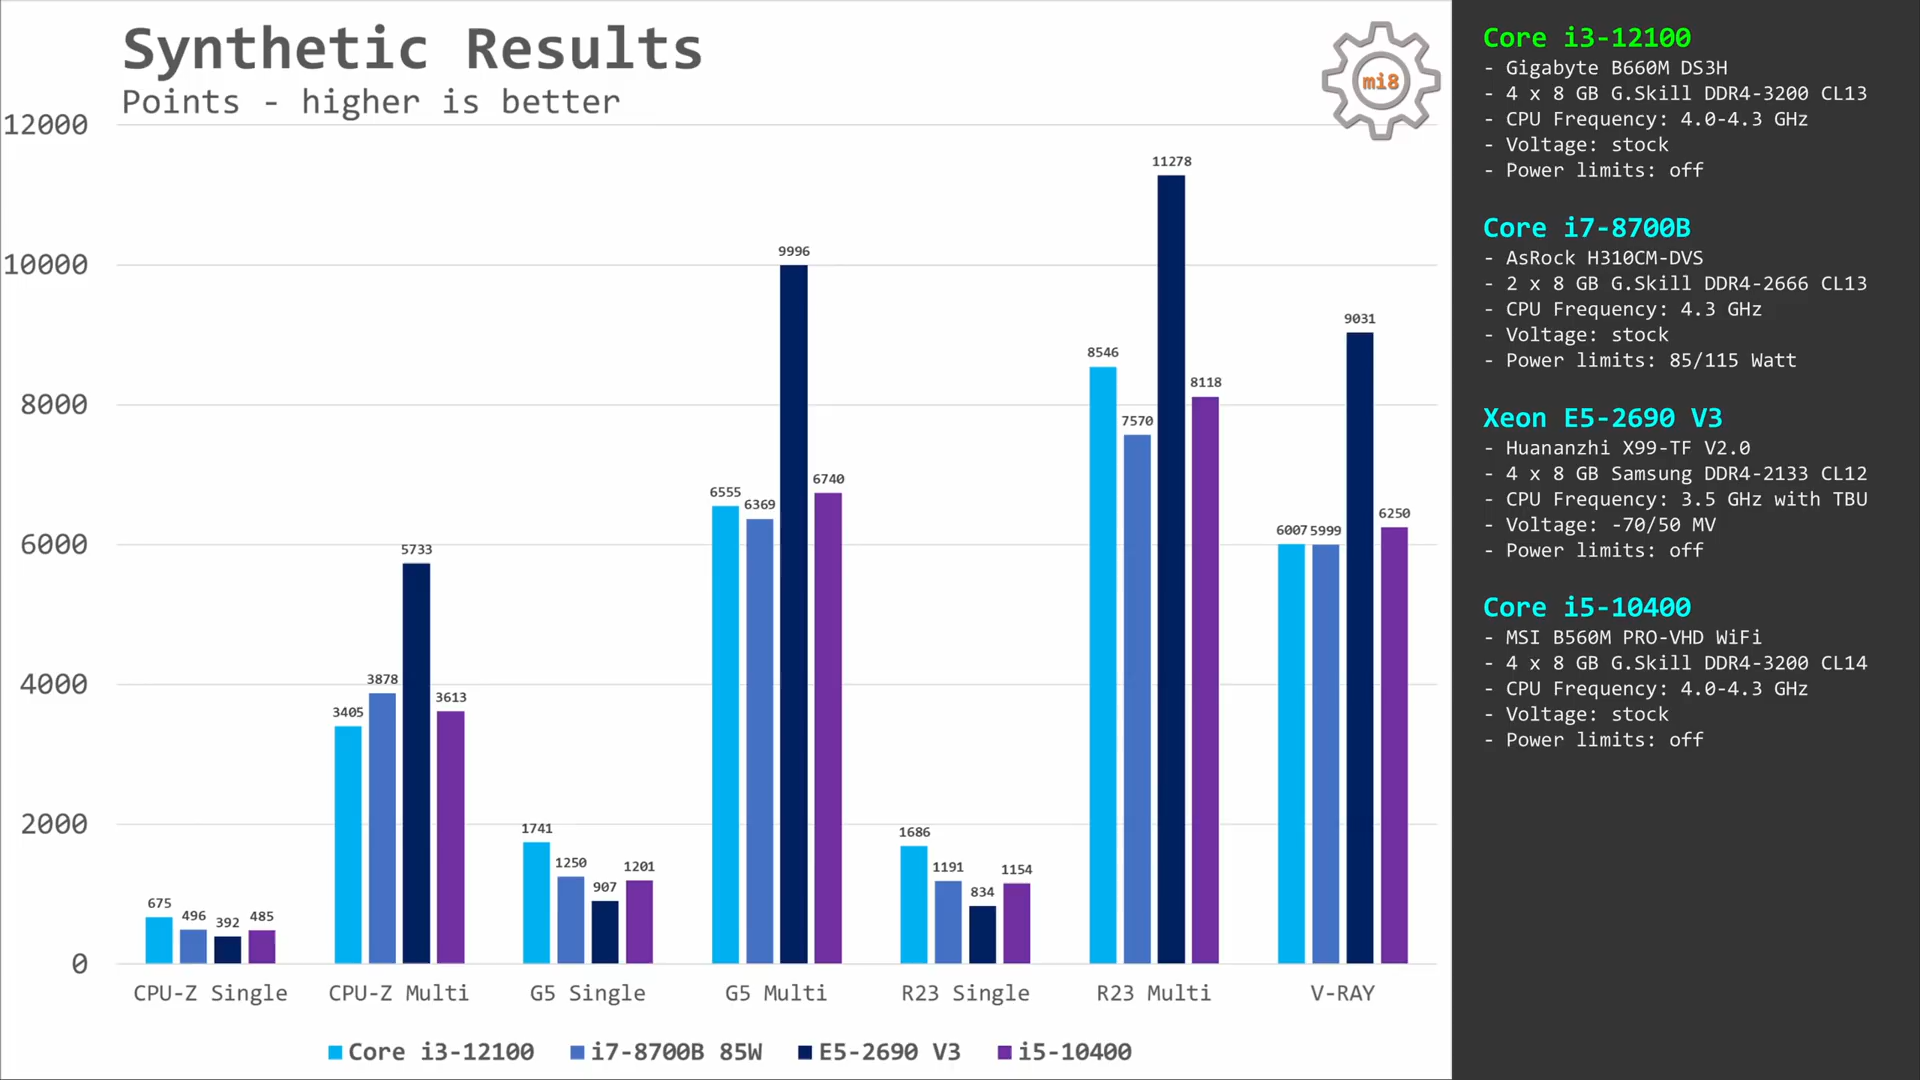 Synthetic Results
Points - higher is better
mi8
12000
10000
8000
6000
4000
2000
0
675 496 392 485
3405 3878 5733 3613
1741 1250 907 1201
6555 6369 9996 6740
1686 1191 834 1154
8546 7570 11278 8118
6007 5999 9031 6250
CPU-Z Single CPU-Z Multi G5 Single G5 Multi R23 Single R23 Multi V-RAY
Core i3-12100 i7-8700B 85W E5-2690 V3 i5-10400
Core i3-12100
- Gigabyte B660M DS3H
- 4 x 8 GB G.Skill DDR4-3200 CL13
- CPU Frequency: 4.0-4.3 GHz
- Voltage: stock
- Power limits: off
Core i7-8700B
- AsRock H310CM-DVS
- 2 x 8 GB G.Skill DDR4-2666 CL13
- CPU Frequency: 4.3 GHz
- Voltage: stock
- Power limits: 85/115 Watt
Xeon E5-2690 V3
- Huananzhi X99-TF V2.0
- 4 x 8 GB Samsung DDR4-2133 CL12
- CPU Frequency: 3.5 GHz with TBU
- Voltage: -70/50 MV
- Power limits: off
Core i5-10400
- MSI B560M PRO-VHD WiFi
- 4 x 8 GB G.Skill DDR4-3200 CL14
- CPU Frequency: 4.0-4.3 GHz
- Voltage: stock
- Power limits: off